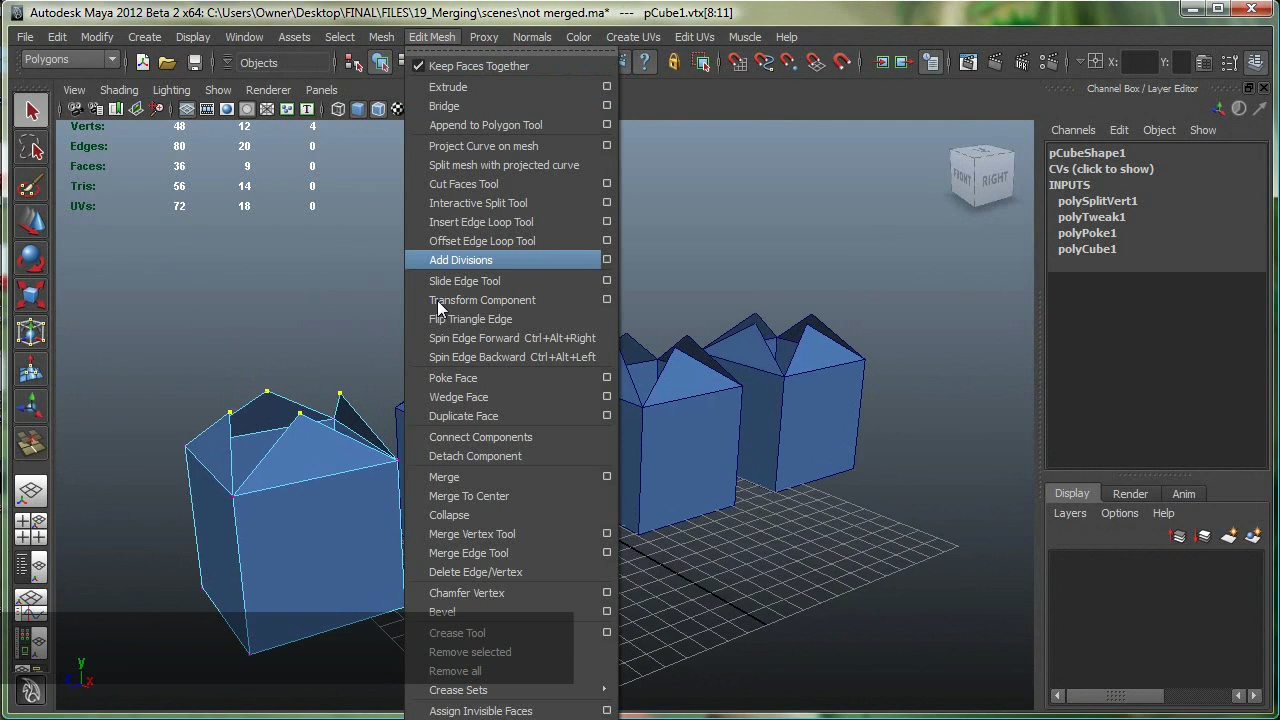 Autodesk Maya 2012 Beta 2 x64: C:\Users\Owner\Desktop\FINAL\FILES\19_Merging\scenes\not merged.ma* --- pCube1.vtx[8:11]
File Edit Modify Create Display Window Assets Select Mesh Edit Mesh Proxy Normals Color Create UVs Edit UVs Muscle Help
Polygons Objects X: Y:
View Shading Lighting Show Renderer Panels
Verts: 48 12 4
Edges: 80 20 0
Faces: 36 9 0
Tris: 56 14 0
UVs: 72 18 0
Keep Faces Together
Extrude
Bridge
Append to Polygon Tool
Project Curve on mesh
Split mesh with projected curve
Cut Faces Tool
Interactive Split Tool
Insert Edge Loop Tool
Offset Edge Loop Tool
Add Divisions
Slide Edge Tool
Transform Component
Flip Triangle Edge
Spin Edge Forward Ctrl+Alt+Right
Spin Edge Backward Ctrl+Alt+Left
Poke Face
Wedge Face
Duplicate Face
Connect Components
Detach Component
Merge
Merge To Center
Collapse
Merge Vertex Tool
Merge Edge Tool
Delete Edge/Vertex
Chamfer Vertex
Bevel
Crease Tool
Remove selected
Remove all
Crease Sets
Assign Invisible Faces
FRONT RIGHT
y
x
Channel Box / Layer Editor
Channels Edit Object Show
pCubeShape1
CVs (click to show)
INPUTS
polySplitVert1
polyTweak1
polyPoke1
polyCube1
Display Render Anim
Layers Options Help